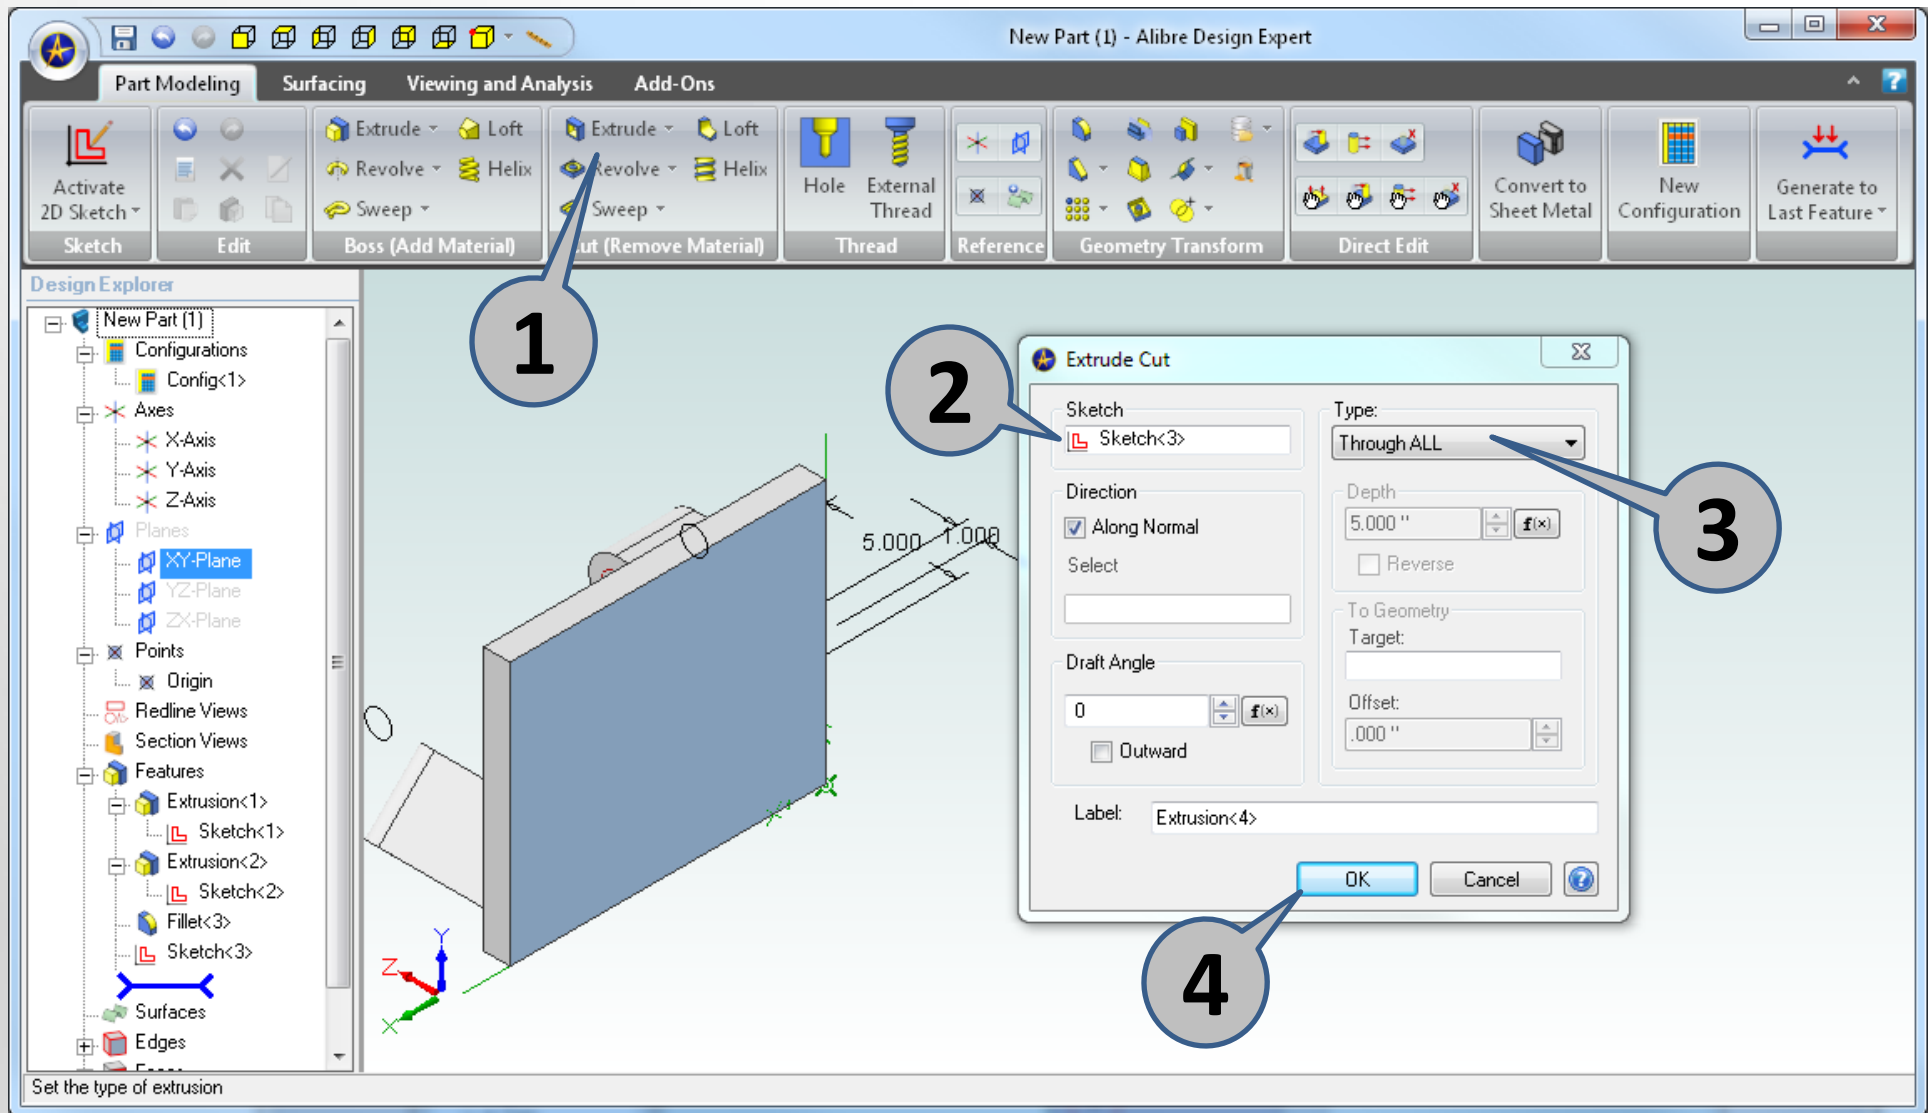 New Part (1) - Alibre Design Expert
Part Modeling Surfacing Viewing and Analysis Add-Ons
Activate
2D Sketch
Sketch
Edit
Extrude Loft
Revolve Helix
Sweep
Boss (Add Material)
Extrude Loft
Revolve Helix
Sweep
ut (Remove Material)
Hole External
Thread
Thread
Reference
Geometry Transform
Direct Edit
Convert to
Sheet Metal
New
Configuration
Generate to
Last Feature
Design Explorer
New Part (1)
Configurations
Config<1>
Axes
X-Axis
Y-Axis
Z-Axis
Planes
XY-Plane
YZ-Plane
ZX-Plane
Points
Origin
Redline Views
Section Views
Features
Extrusion<1>
Sketch<1>
Extrusion<2>
Sketch<2>
Fillet<3>
Sketch<3>
Surfaces
Edges
Set the type of extrusion
1
2
3
4
5.000
1.000
Y
Z
X
Extrude Cut
Sketch
Sketch<3>
Direction
Along Normal
Select
Draft Angle
0
f(x)
Outward
Type:
Through ALL
Depth
5.000 "
f(x)
Reverse
To Geometry
Target:
Offset:
.000 "
Label: Extrusion<4>
OK Cancel